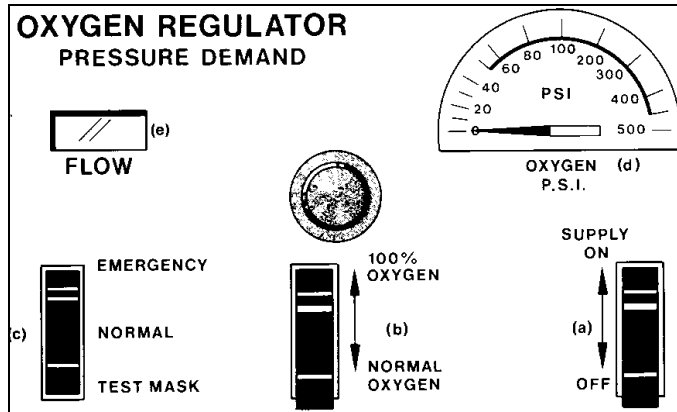 OXYGEN REGULATOR
PRESSURE DEMAND
(e)
FLOW
0
20
40
60
80
100
200
300
400
500
PSI
OXYGEN (d)
P.S.I.
EMERGENCY
(c) NORMAL
TEST MASK
100%
OXYGEN
(b)
NORMAL
OXYGEN
SUPPLY
ON
(a)
OFF